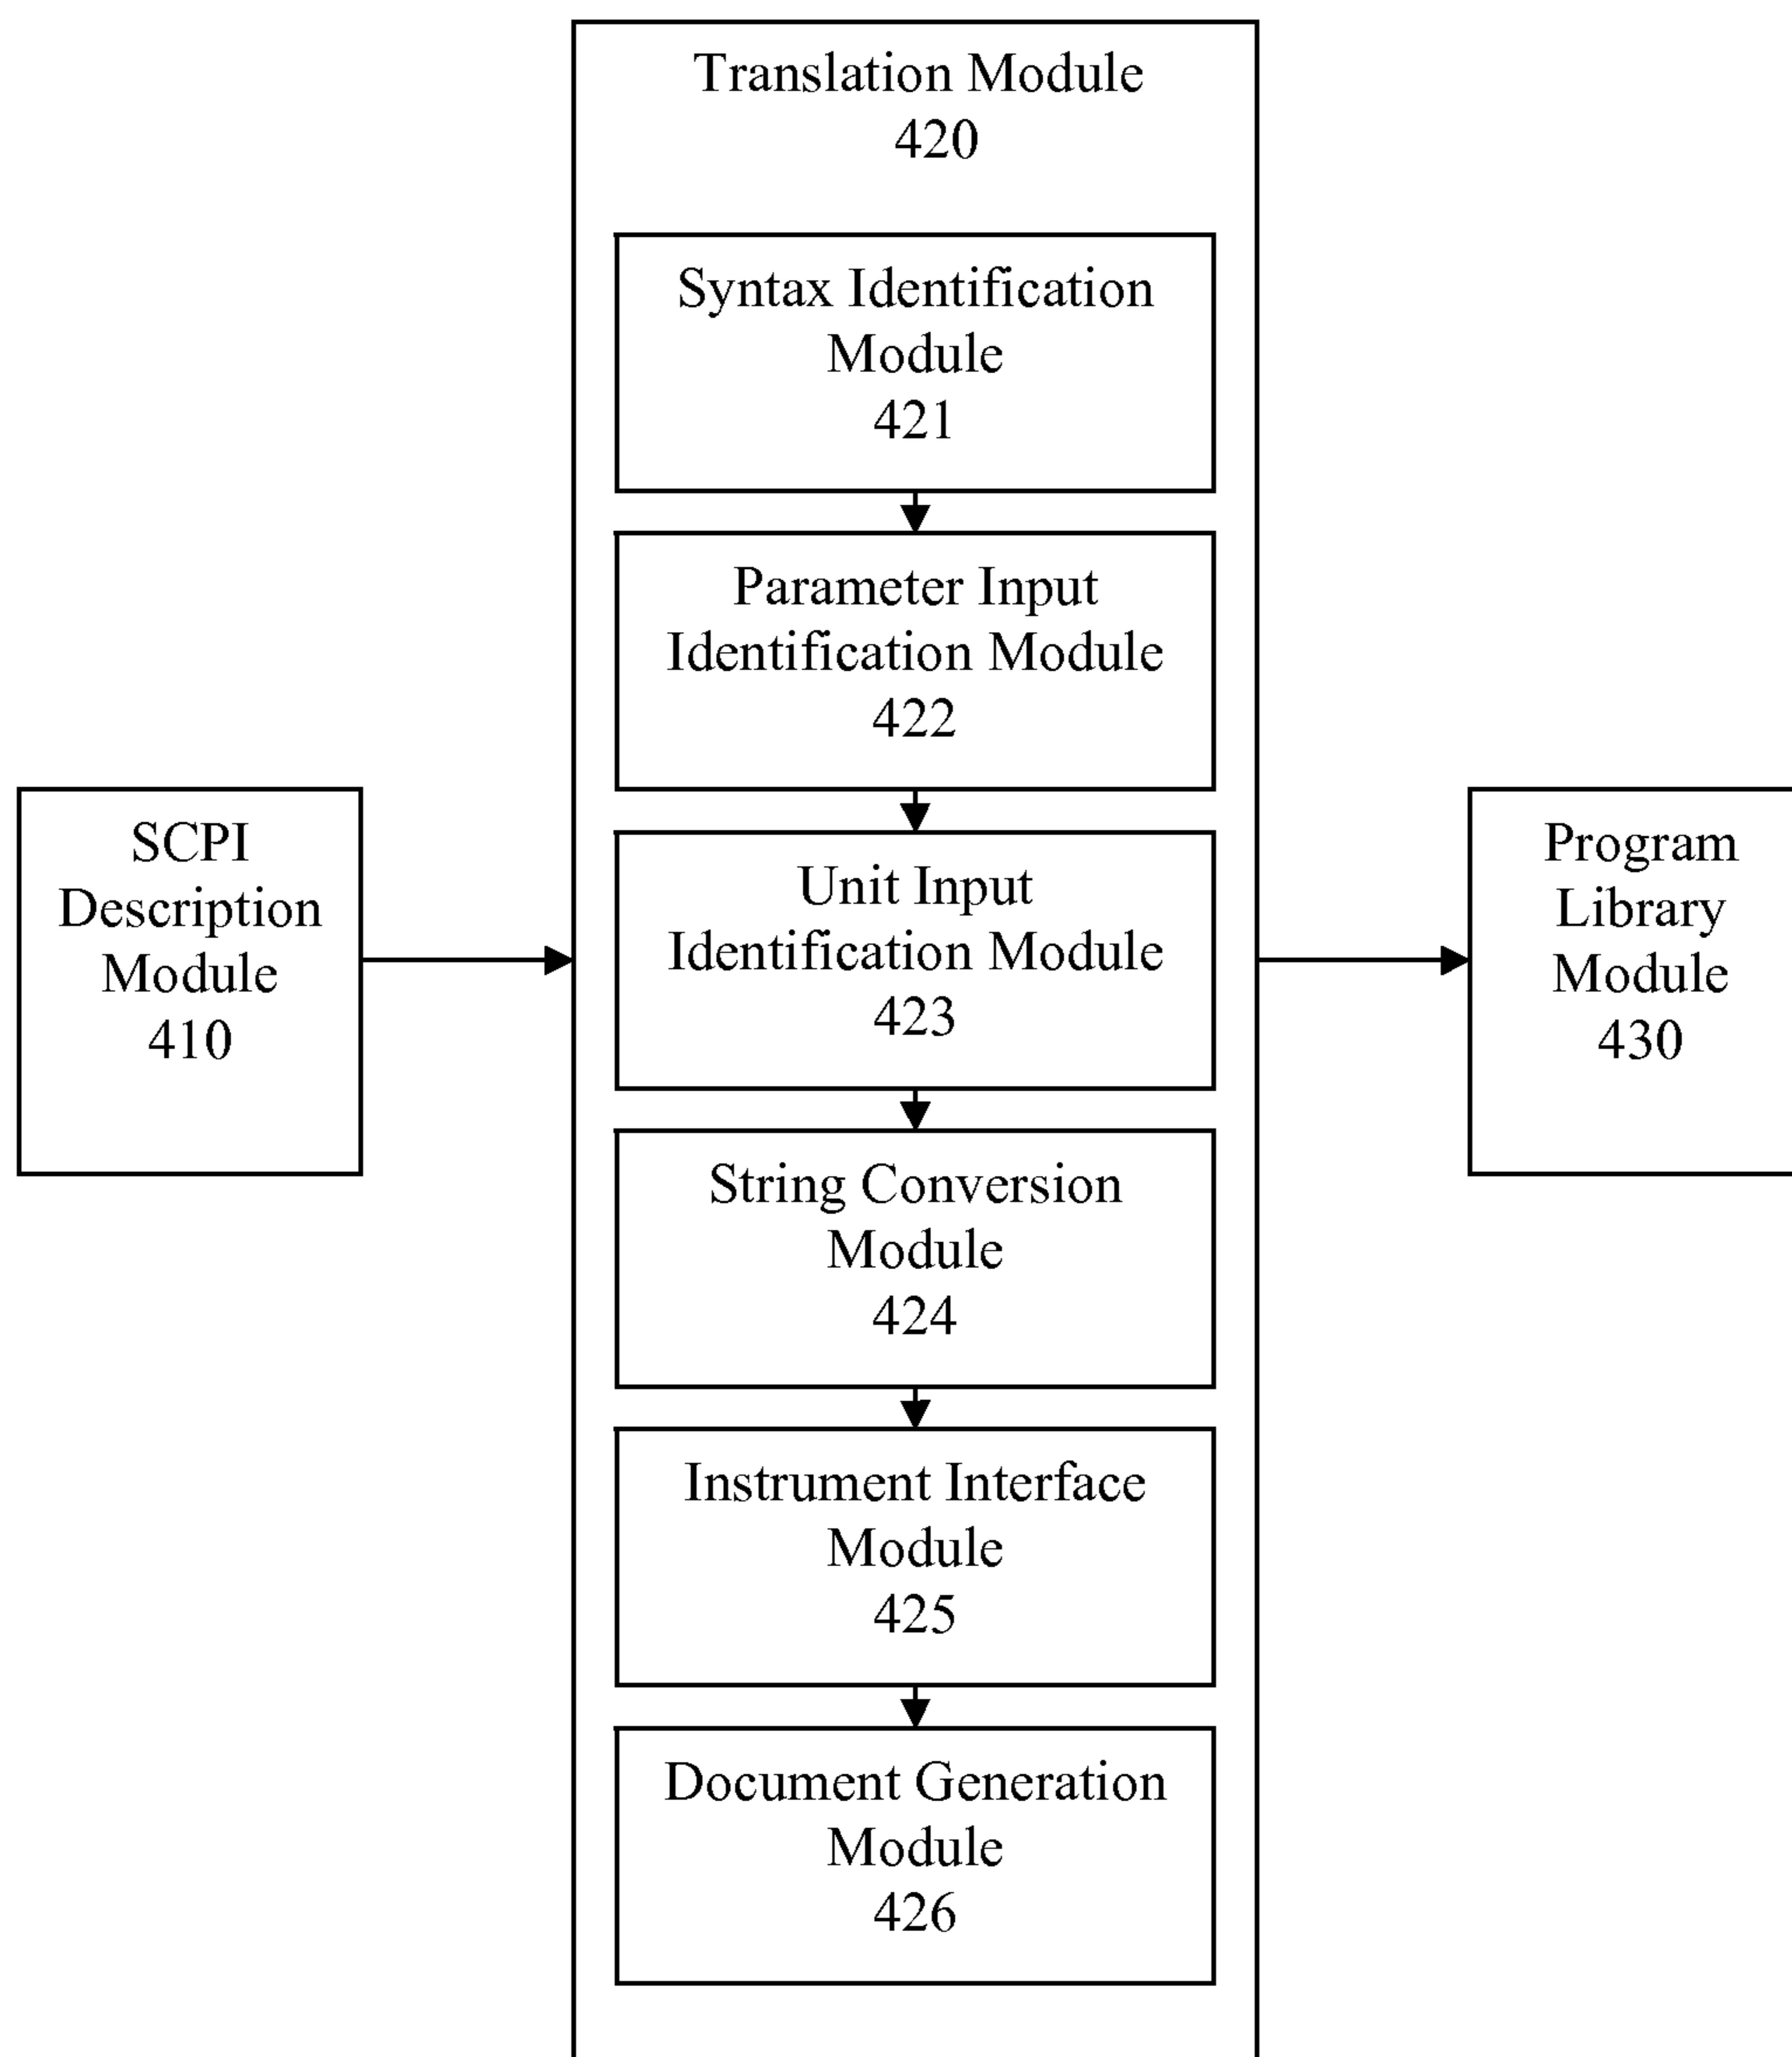 Translation Module
420
Syntax Identification
Module
421
Parameter Input
Identification Module
422
Unit Input
Identification Module
423
String Conversion
Module
424
Instrument Interface
Module
425
Document Generation
Module
426
SCPI
Description
Module
410
Program
Library
Module
430